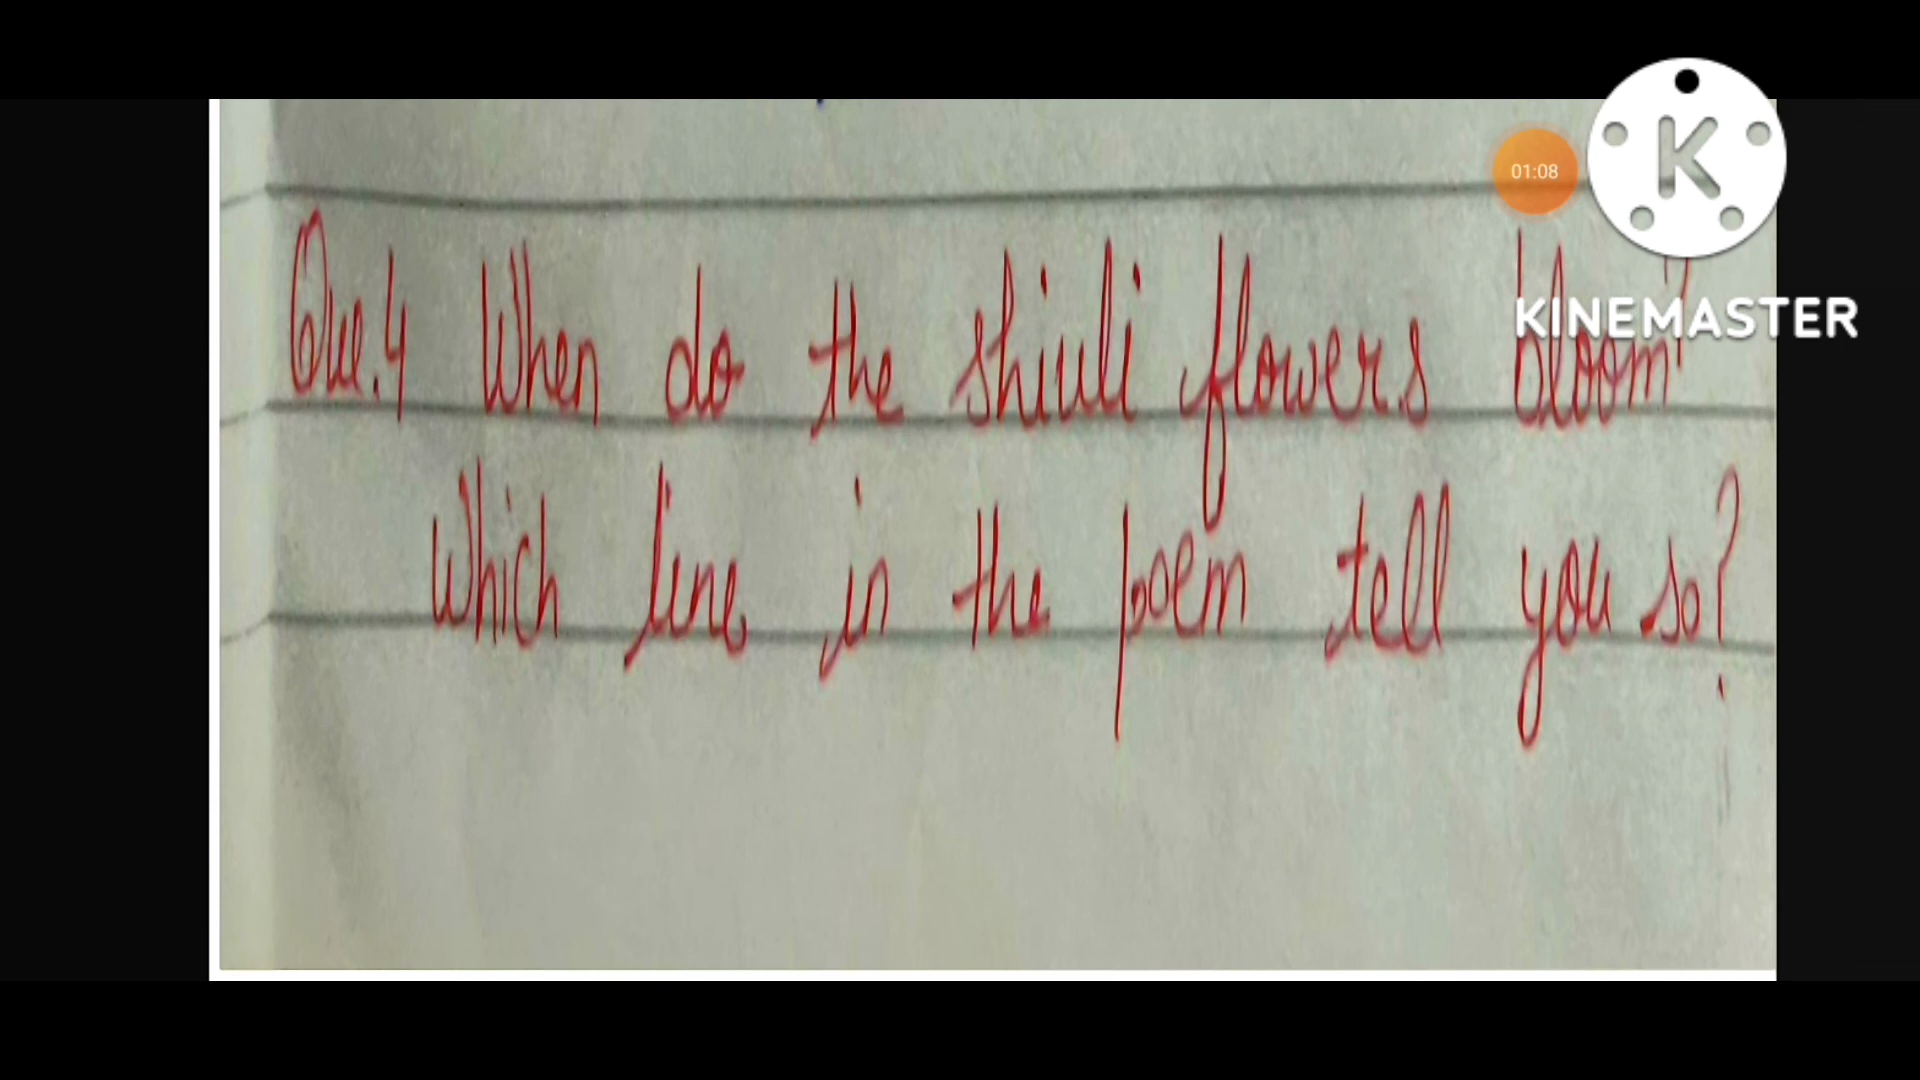 01:08
K
KINEMASTER
Que.4 When do the shiuli flowers bloom?
Which line in the poem tell you so?